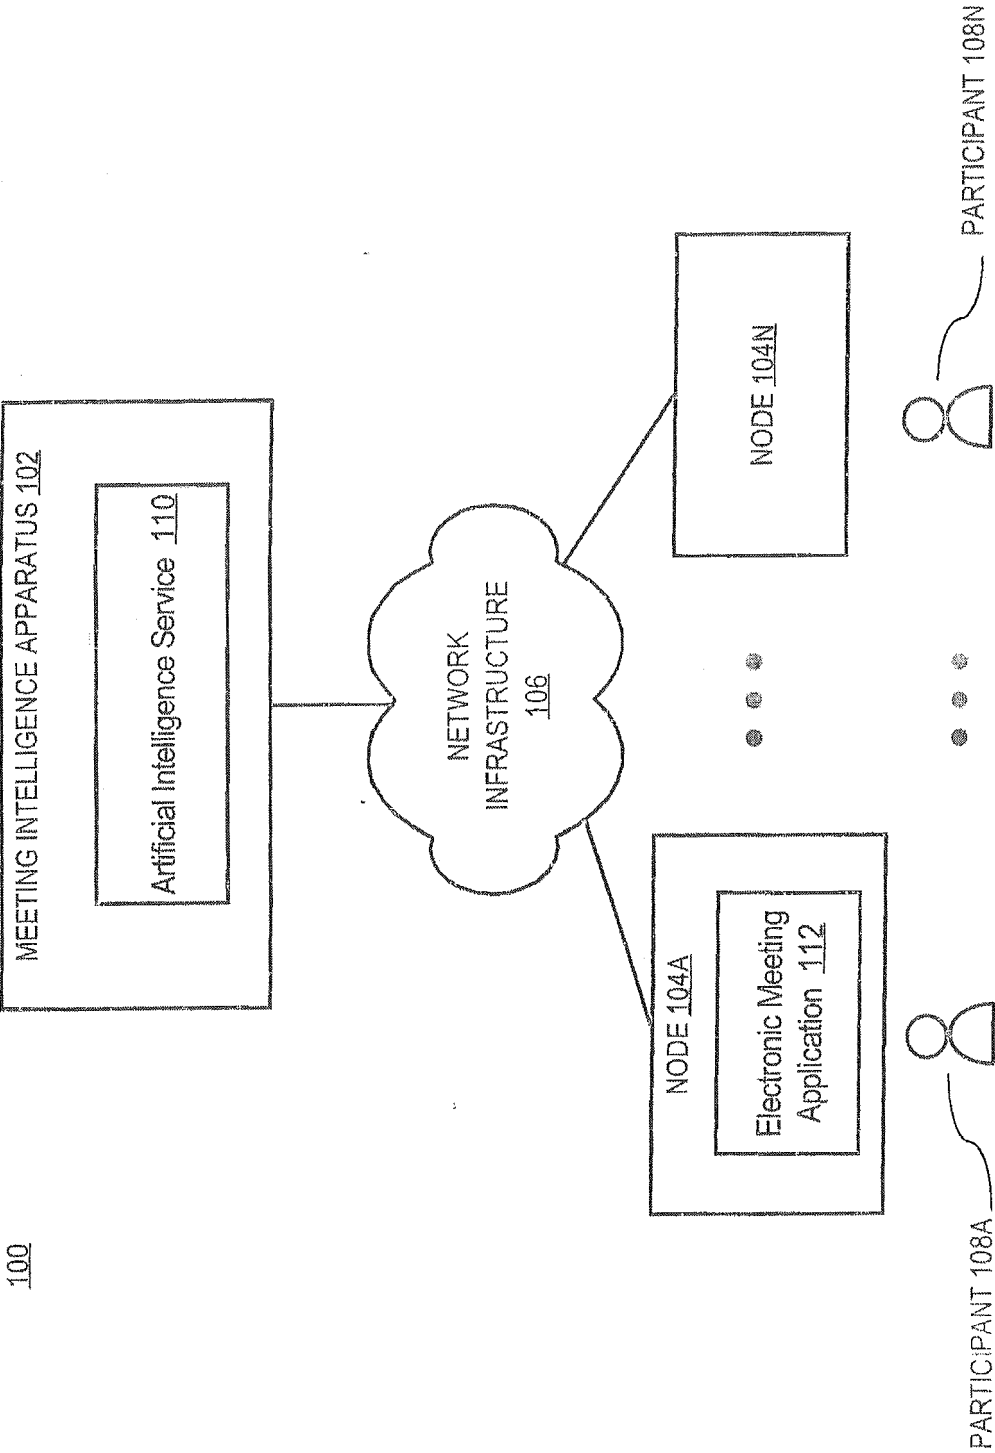 100
MEETING INTELLIGENCE APPARATUS 102
Artificial Intelligence Service 110
NETWORK
INFRASTRUCTURE
106
NODE 104A
Electronic Meeting
Application 112
NODE 104N
PARTICIPANT 108A
PARTICIPANT 108N